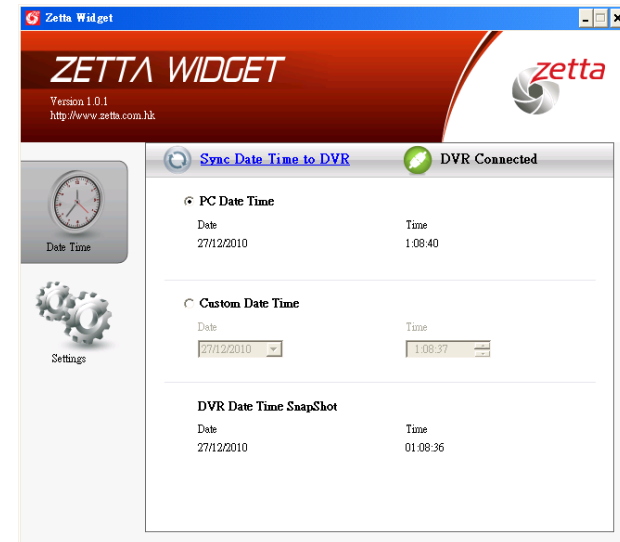 Zetta Widget
ZETTA WIDGET
zetta
Version 1.0.1
http://www.zetta.com.hk
Sync Date Time to DVR
DVR Connected
Date Time
Settings
PC Date Time
Date Time
27/12/2010 1:08:40
Custom Date Time
Date Time
27/12/2010 1:08:37
DVR Date Time SnapShot
Date Time
27/12/2010 01:08:36